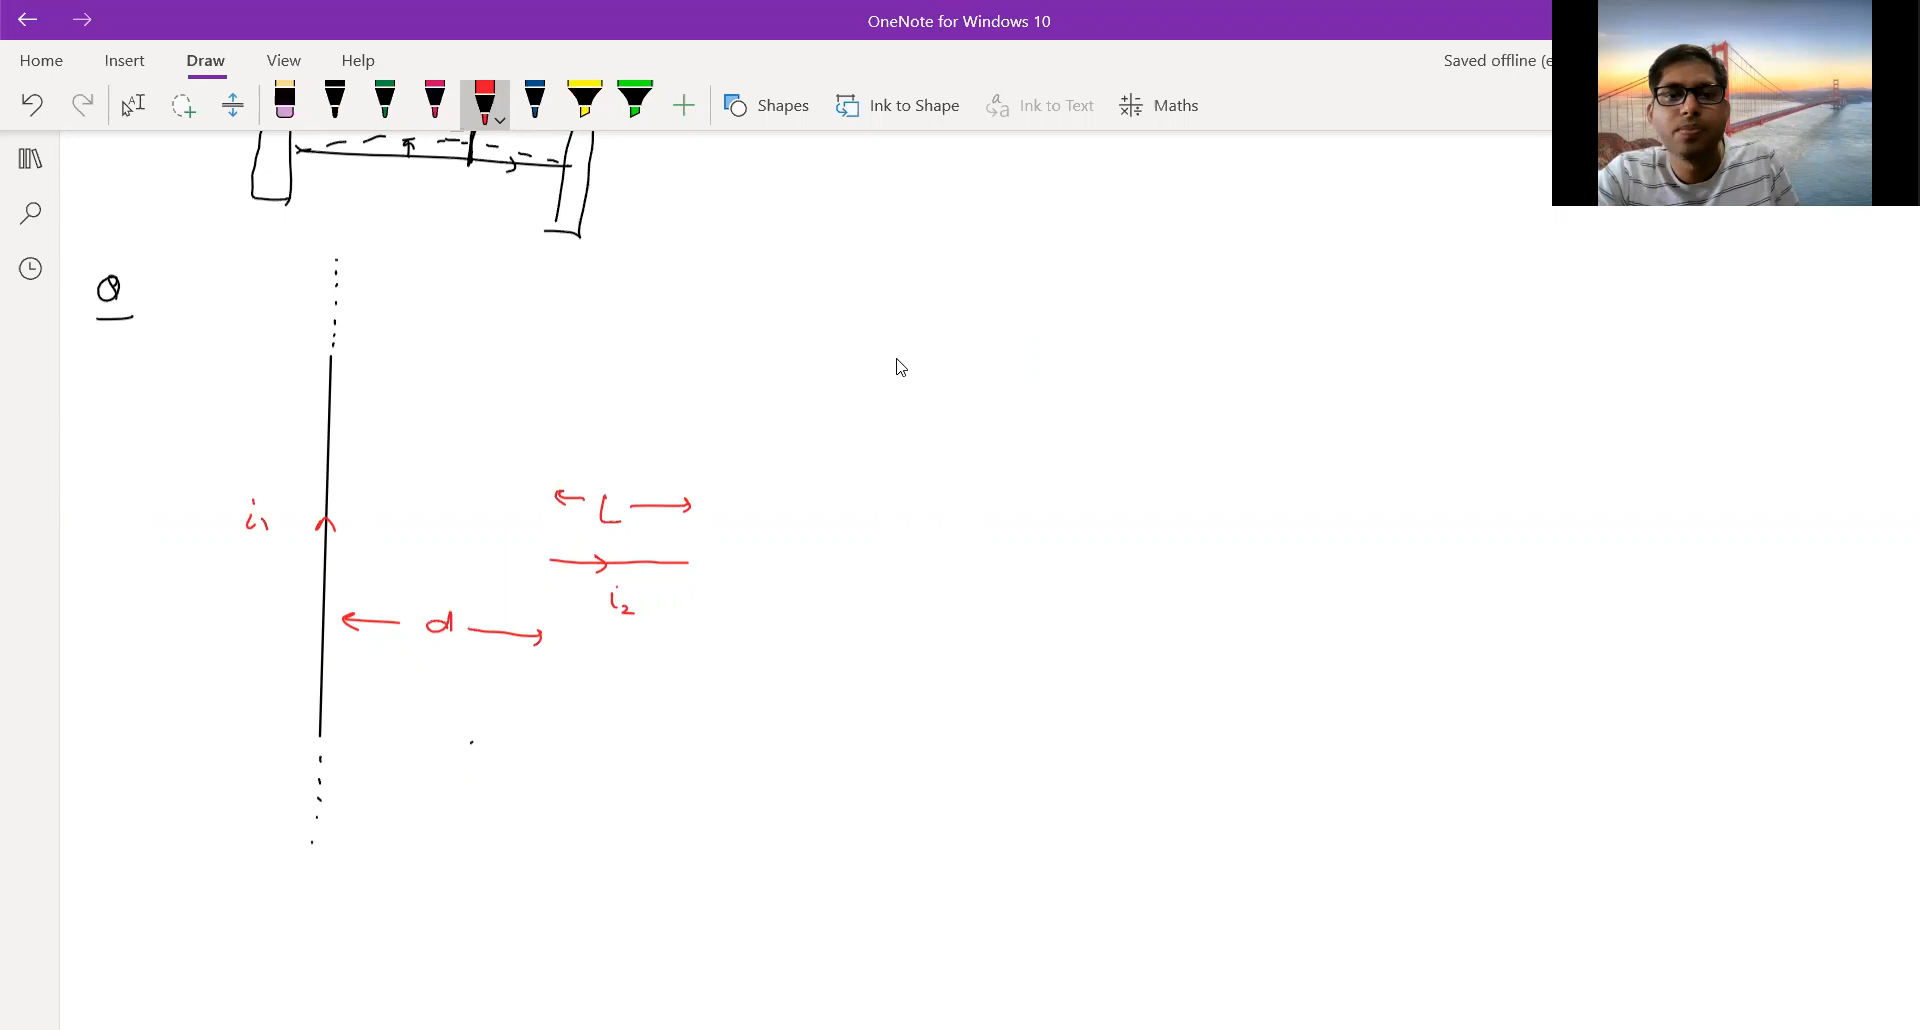 OneNote for Windows 10
Home Insert Draw View Help Saved offline (e
Shapes Ink to Shape Ink to Text Maths
Q
L
i₁
i₂
d